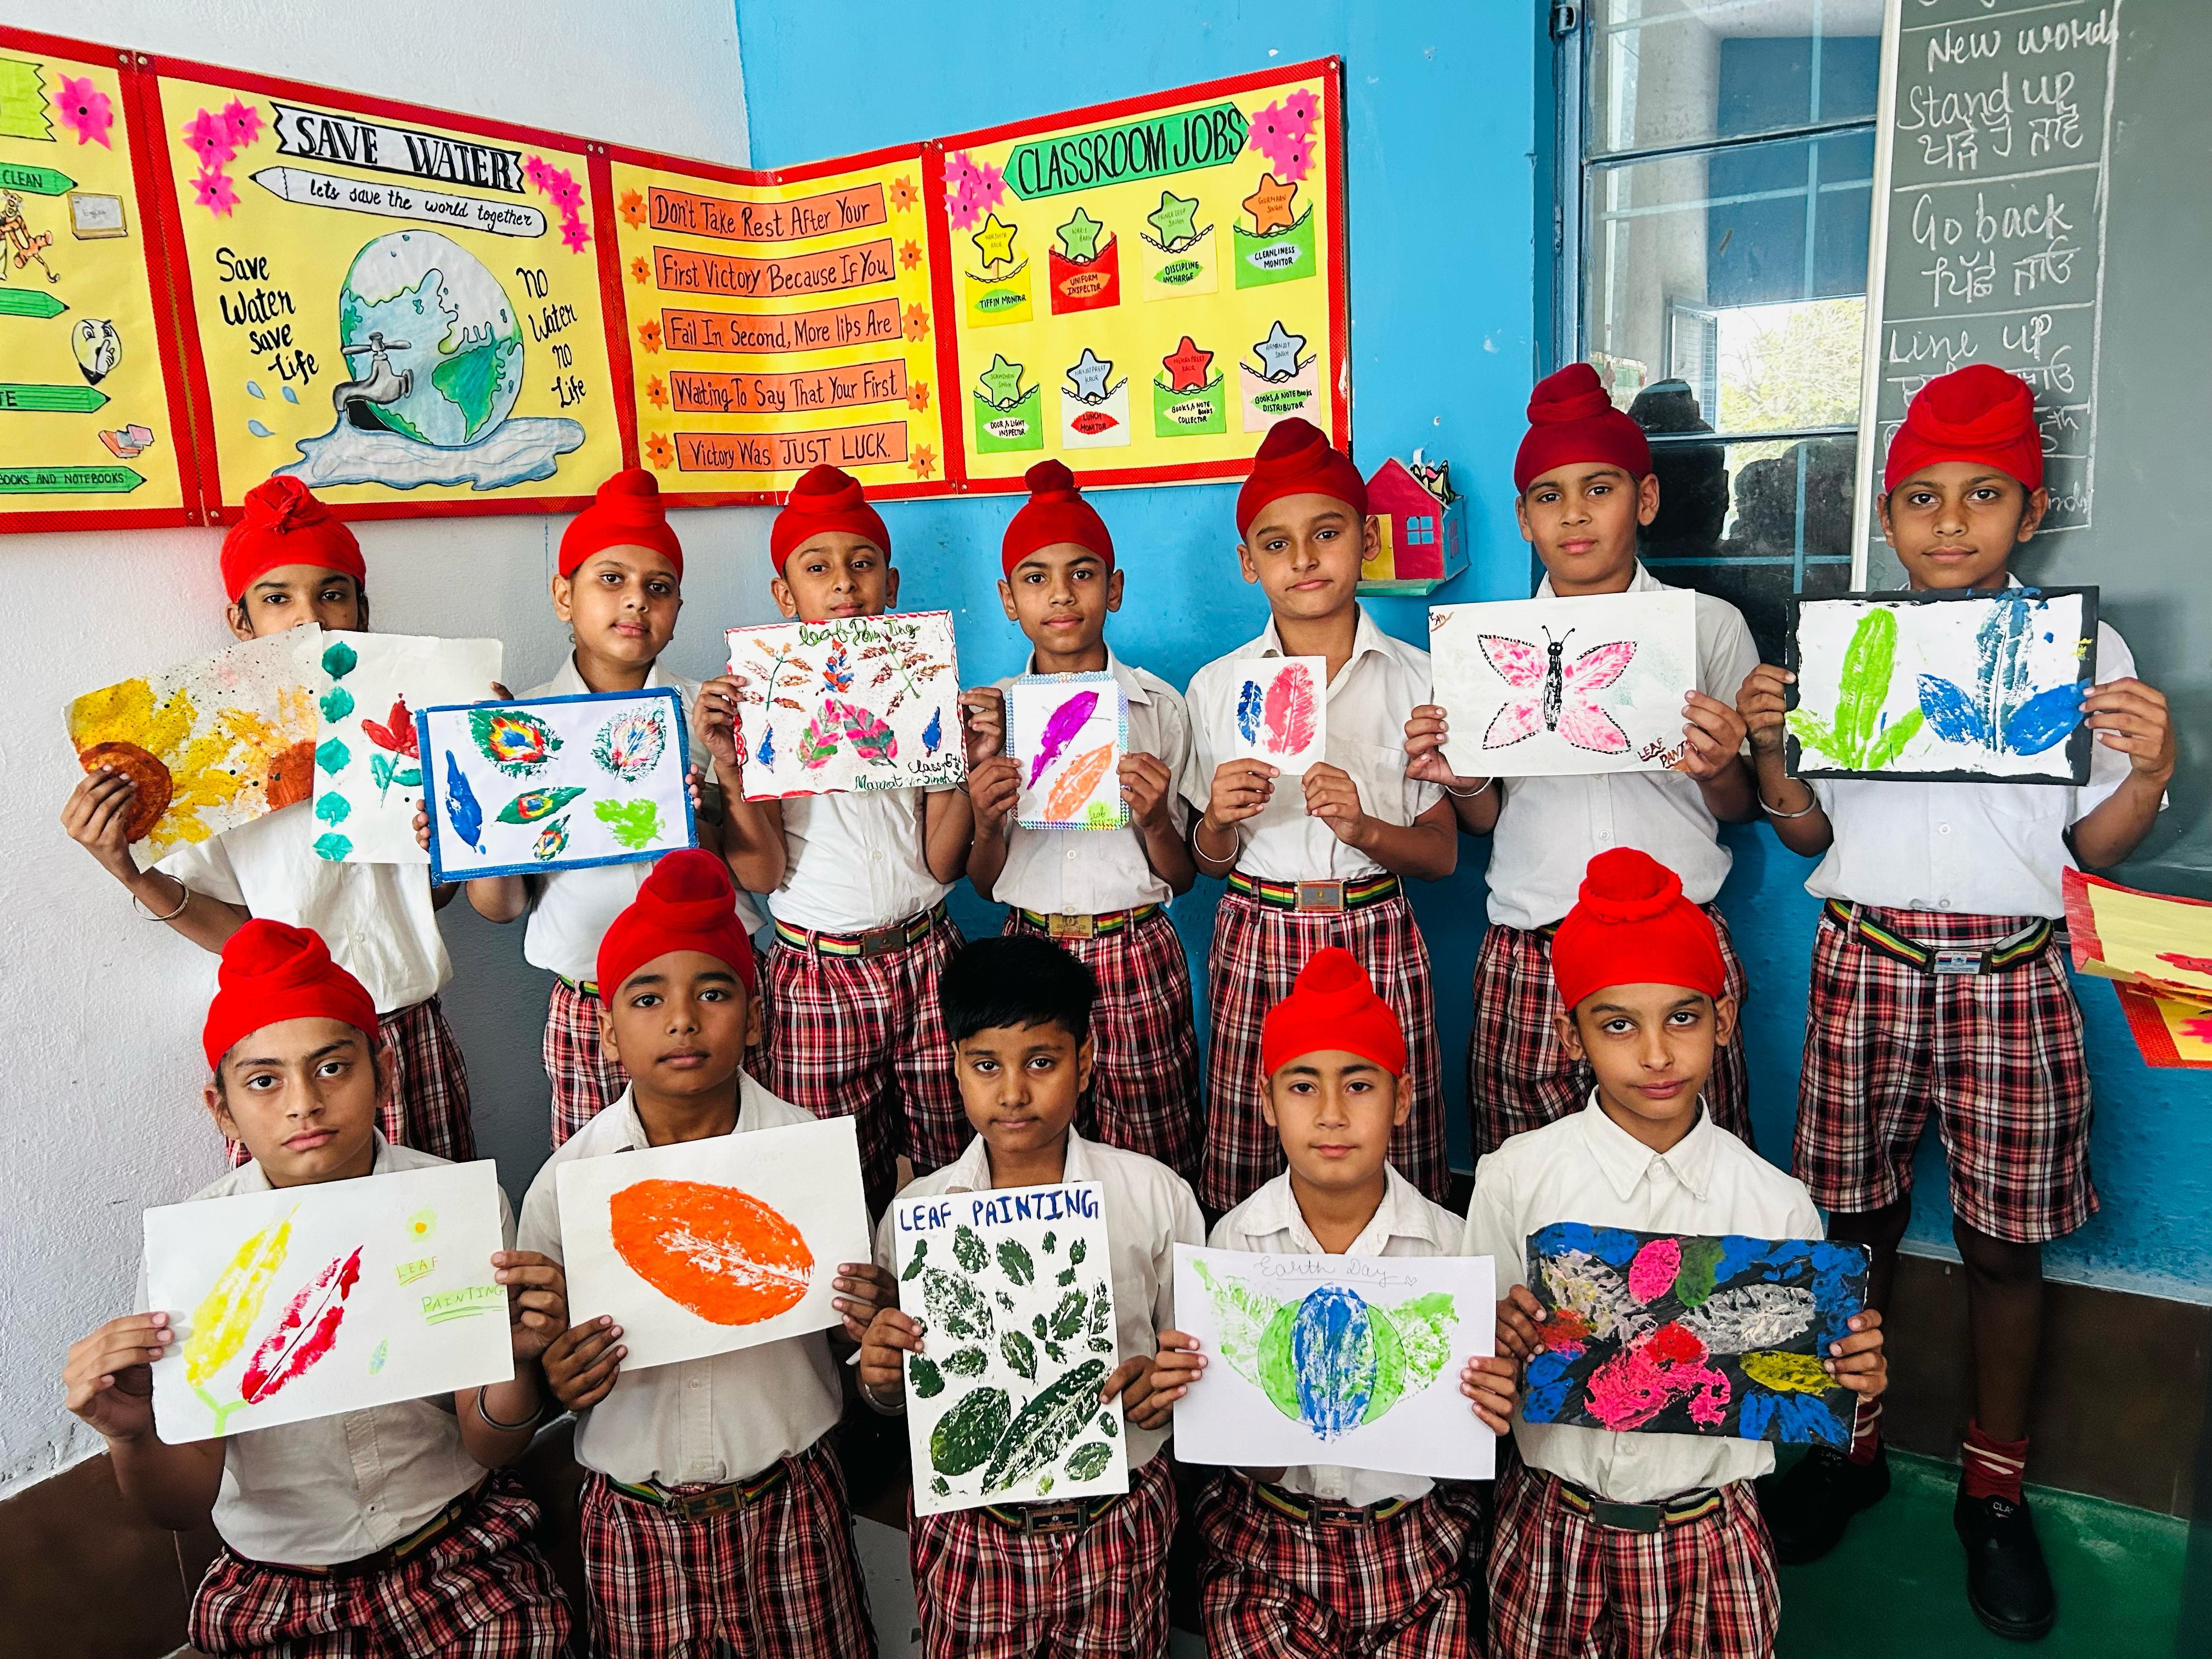 CLEAN
BOOKS AND NOTEBOOKS
SAVE WATER
lets save the world together
Save
Water
save
Life
No
Water
no
Life
Don't Take Rest After Your
First Victory Because If You
Fail In Second, More lips Are
Waiting To Say That Your First
Victory Was JUST LUCK.
CLASSROOM JOBS
TIFFIN MONITOR
UNIFORM
INSPECTOR
DISCIPLINE
INCHARGE
GURMAAN
SINGH
CLEANLINESS
MONITOR
DOOR & LIGHT
INSPECTOR
LUNCH
MONITOR
BOOKS & NOTE BOOKS
COLLECTOR
BOOKS & NOTE BOOKS
DISTRIBUTOR
New words
Stand up
Go back
ਪਿੱਛੇ ਜਾਓ
Line up
leaf Painting
Class
LEAF
Leaf
LEAF
PAINTING
LEAF PAINTING
Earth Day